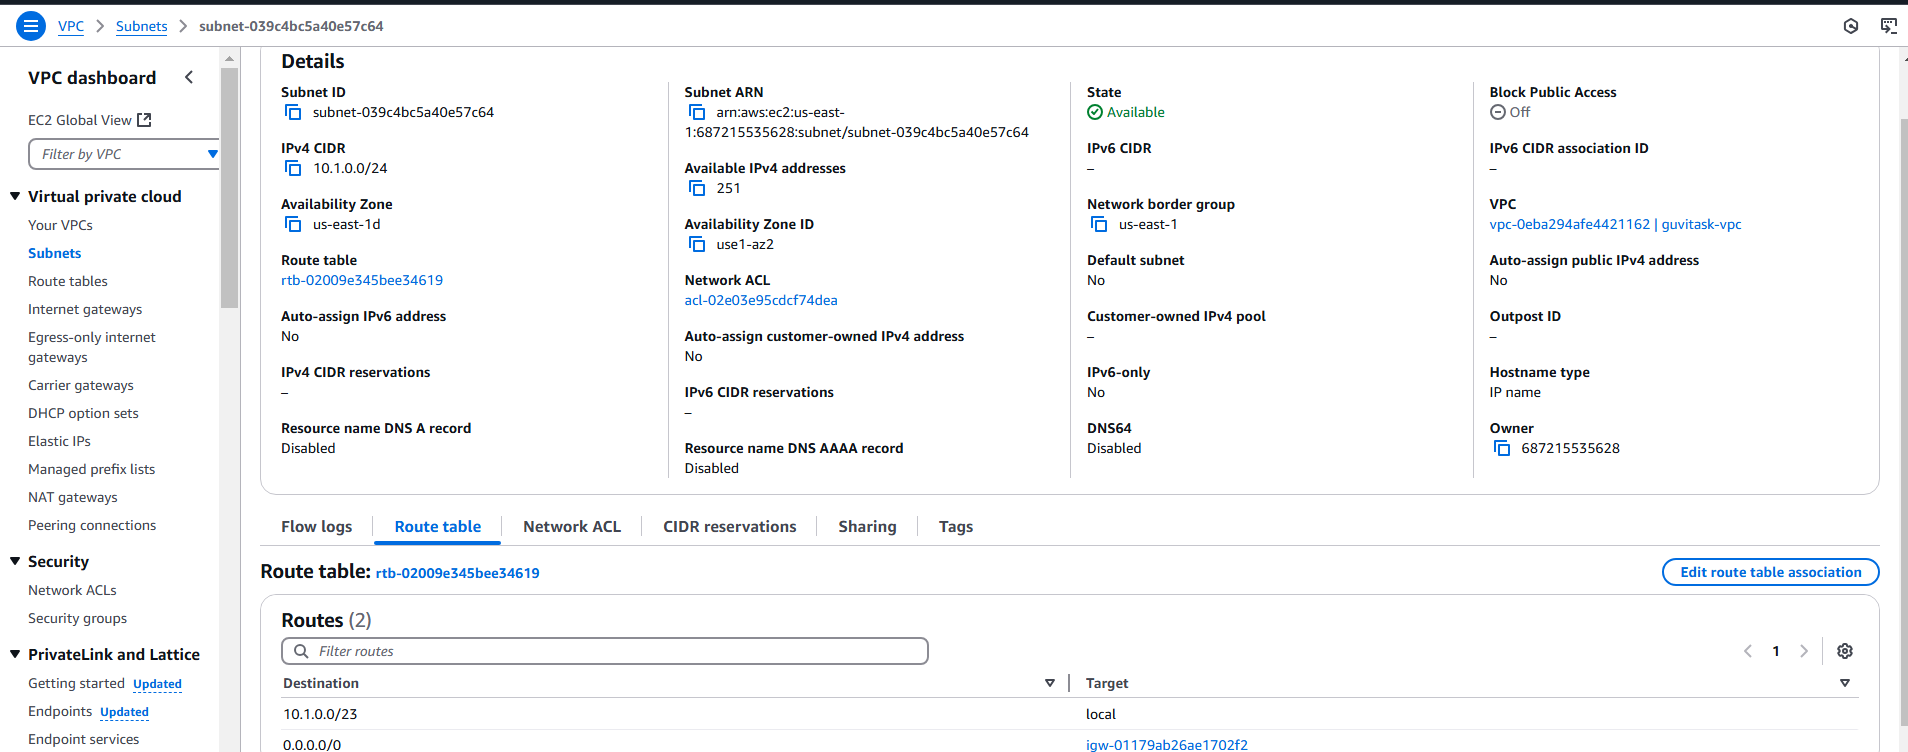 VPC > Subnets > subnet-039c4bc5a40e57c64
VPC dashboard
EC2 Global View
Filter by VPC
Virtual private cloud
Your VPCs
Subnets
Route tables
Internet gateways
Egress-only internet
gateways
Carrier gateways
DHCP option sets
Elastic IPs
Managed prefix lists
NAT gateways
Peering connections
Security
Network ACLs
Security groups
PrivateLink and Lattice
Getting started Updated
Endpoints Updated
Endpoint services
Details
Subnet ID
subnet-039c4bc5a40e57c64
IPv4 CIDR
10.1.0.0/24
Availability Zone
us-east-1d
Route table
rtb-02009e345bee34619
Auto-assign IPv6 address
No
IPv4 CIDR reservations
–
Resource name DNS A record
Disabled
Subnet ARN
arn:aws:ec2:us-east-
1:687215535628:subnet/subnet-039c4bc5a40e57c64
Available IPv4 addresses
251
Availability Zone ID
use1-az2
Network ACL
acl-02e03e95cdcf74dea
Auto-assign customer-owned IPv4 address
No
IPv6 CIDR reservations
–
Resource name DNS AAAA record
Disabled
State
Available
IPv6 CIDR
–
Network border group
us-east-1
Default subnet
No
Customer-owned IPv4 pool
–
IPv6-only
No
DNS64
Disabled
Block Public Access
Off
IPv6 CIDR association ID
–
VPC
vpc-0eba294afe4421162 | guvitask-vpc
Auto-assign public IPv4 address
No
Outpost ID
–
Hostname type
IP name
Owner
687215535628
Flow logs
Route table
Network ACL
CIDR reservations
Sharing
Tags
Route table: rtb-02009e345bee34619
Edit route table association
Routes (2)
Filter routes
1
Destination Target
10.1.0.0/23 local
0.0.0.0/0 igw-01179ab26ae1702f2